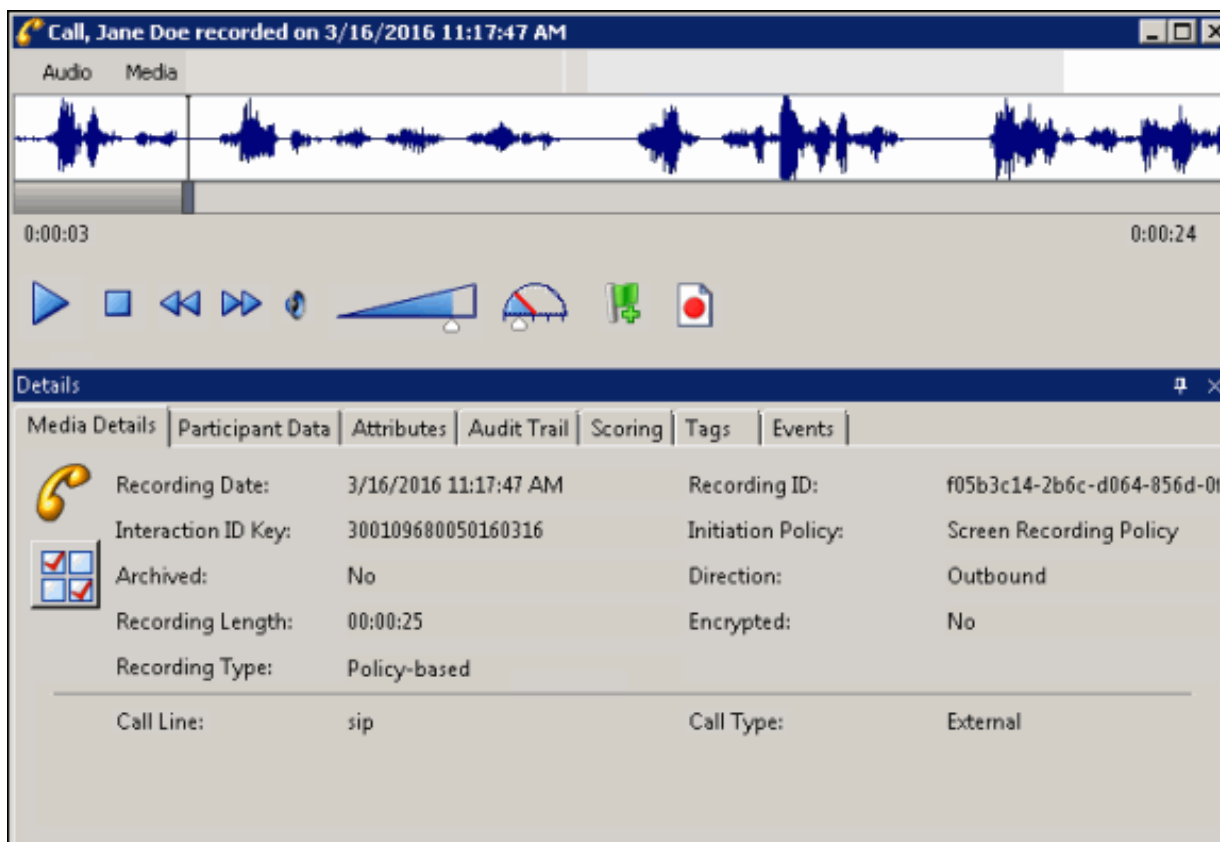 Call, Jane Doe recorded on 3/16/2016 11:17:47 AM
Audio Media
0:00:03 0:00:24
Details
Media Details Participant Data Attributes Audit Trail Scoring Tags Events
Recording Date: 3/16/2016 11:17:47 AM Recording ID: f05b3c14-2b6c-d064-856d-0
Interaction ID Key: 300109680050160316 Initiation Policy: Screen Recording Policy
Archived: No Direction: Outbound
Recording Length: 00:00:25 Encrypted: No
Recording Type: Policy-based
Call Line: sip Call Type: External